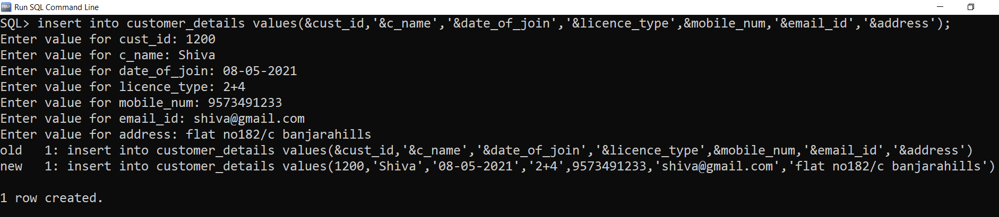 Run SQL Command Line
SQL> insert into customer_details values(&cust_id,'&c_name','&date_of_join','&licence_type',&mobile_num,'&email_id','&address');
Enter value for cust_id: 1200
Enter value for c_name: Shiva
Enter value for date_of_join: 08-05-2021
Enter value for licence_type: 2+4
Enter value for mobile_num: 9573491233
Enter value for email_id: shiva@gmail.com
Enter value for address: flat no182/c banjarahills
old   1: insert into customer_details values(&cust_id,'&c_name','&date_of_join','&licence_type',&mobile_num,'&email_id','&address')
new   1: insert into customer_details values(1200,'Shiva','08-05-2021','2+4',9573491233,'shiva@gmail.com','flat no182/c banjarahills')
1 row created.